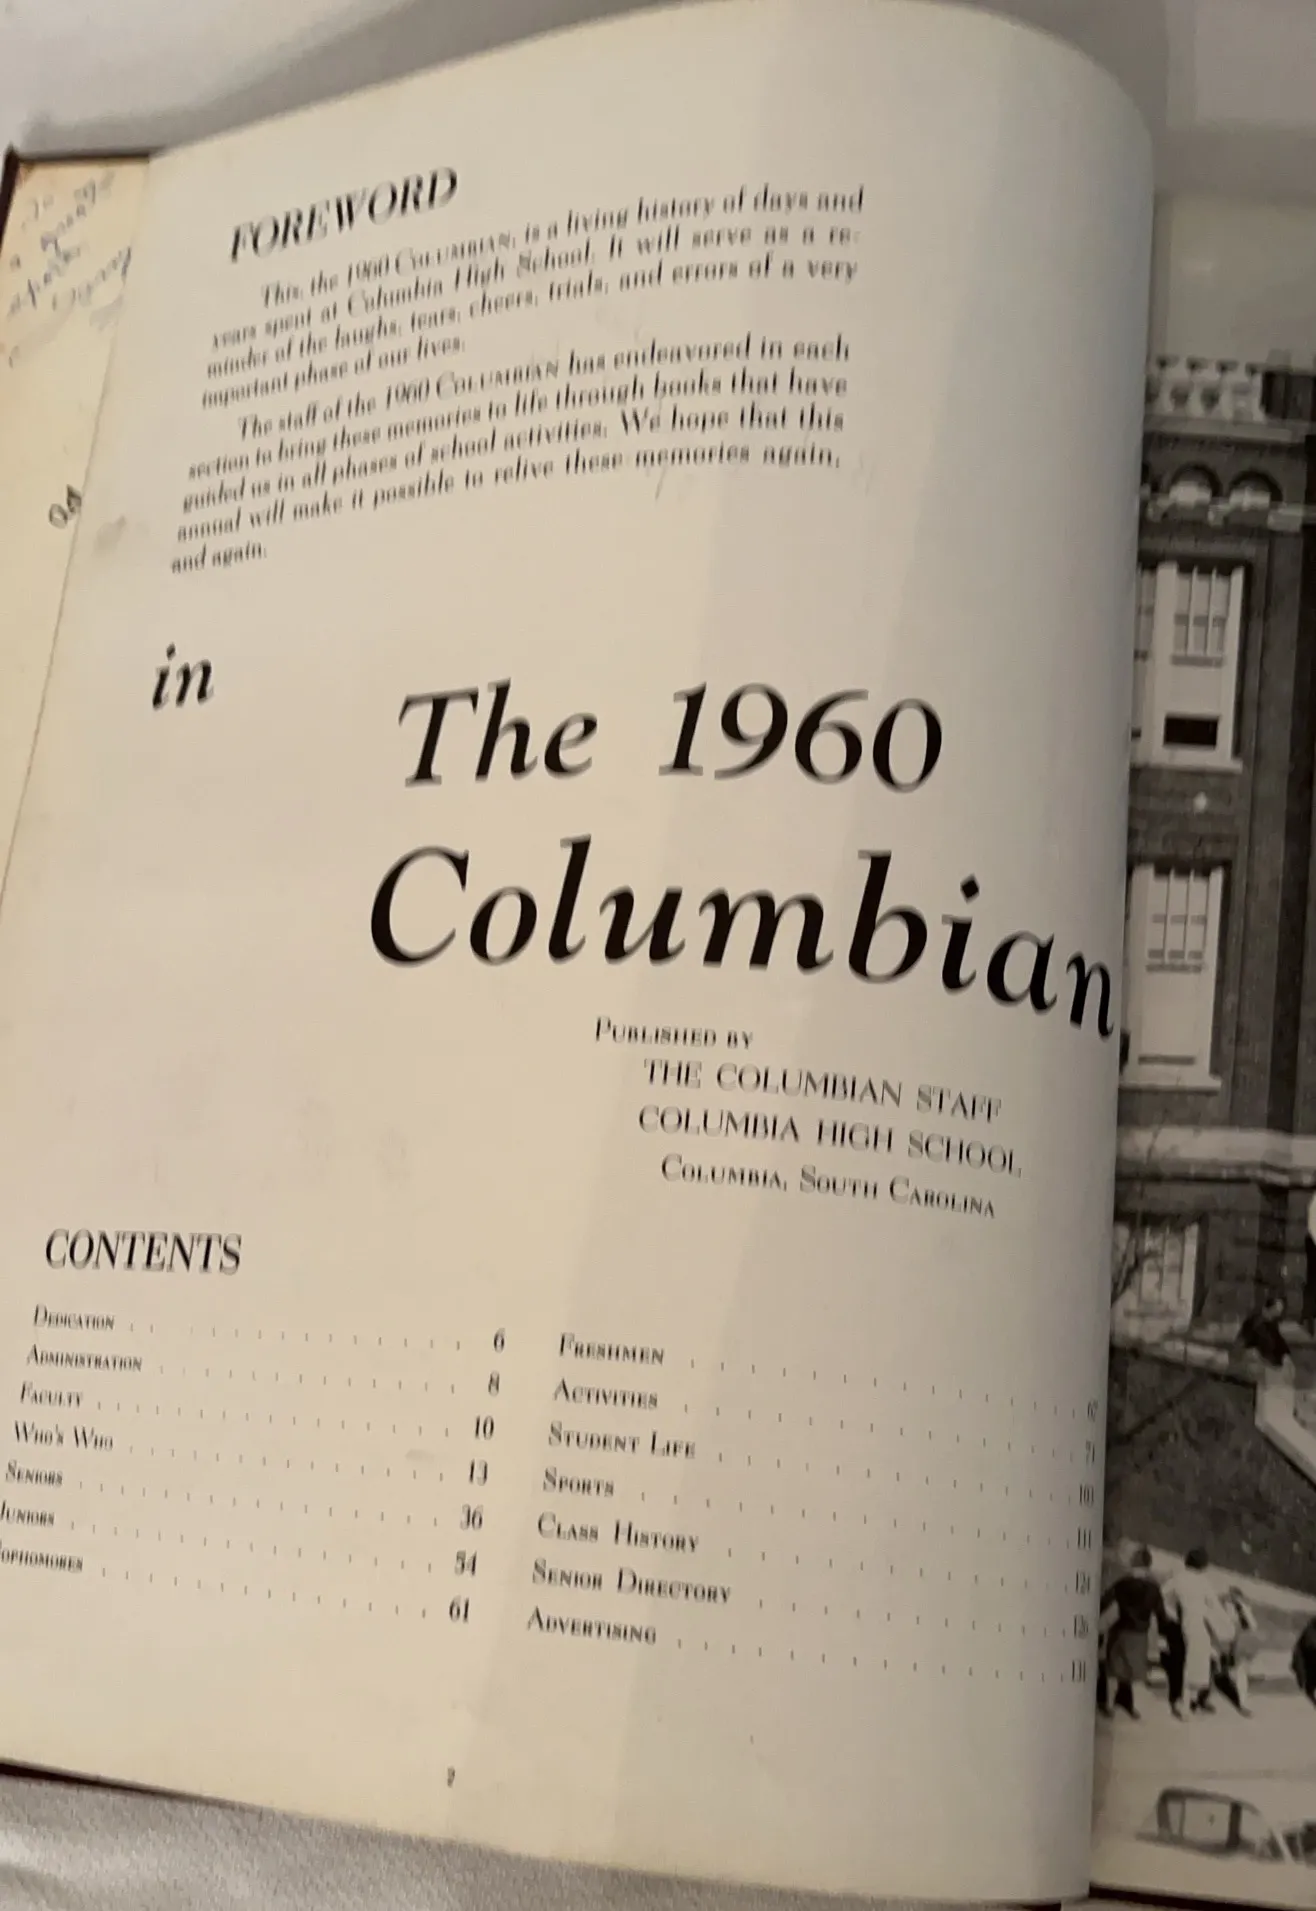 FOREWORD
This, the 1960 COLUMBIAN, is a living history of days and
years spent at Columbia High School. It will serve as a re-
minder of the laughs, tears, cheers, trials, and errors of a very
important phase of our lives.
The staff of the 1960 COLUMBIAN has endeavored in each
section to bring these memories to life through books that have
guided us in all phases of school activities. We hope that this
annual will make it possible to relive these memories again,
and again.
in
The 1960
Columbian
PUBLISHED BY
THE COLUMBIAN STAFF
COLUMBIA HIGH SCHOOL
COLUMBIA, SOUTH CAROLINA
CONTENTS
DEDICATION 6
ADMINISTRATION 8
FACULTY 10
WHO'S WHO 13
SENIORS 36
JUNIORS 54
SOPHOMORES 61
FRESHMEN
ACTIVITIES 71
STUDENT LIFE
SPORTS 111
CLASS HISTORY 124
SENIOR DIRECTORY 126
ADVERTISING 131
2